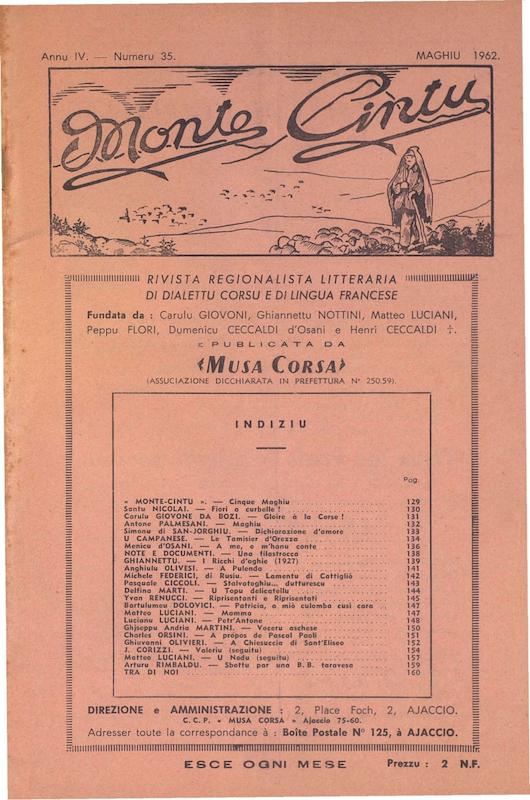 Annu IV. — Numeru 35.
MAGHIU 1962.
Monte Cintu
RIVISTA REGIONALISTA LITTERARIA
DI DIALETTU CORSU E DI LINGUA FRANCESE
Fundata da : Carulu GIOVONI, Ghiannettu NOTTINI, Matteo LUCIANI,
Peppu FLORI, Dumenicu CECCALDI d'Osani e Henri CECCALDI †.
E PUBLICATA DA
« MUSA CORSA »
(ASSUCIAZIONE DICCHIARATA IN PREFETTURA N° 250.59).
INDIZIU
Pag.
« MONTE-CINTU ». — Cinque Maghiu 129
Santu NICOLAI. — Fiori o curbelle ! 130
Carulu GIOVONE DA BOZI. — Gloire à la Corse ! 131
Antone PALMESANI. — Maghiu 132
Simonu di SAN-JORGHIU. — Dichiarazione d'amore 133
U CAMPANESE. — Le Tamisier d'Orezza 134
Menicu d'OSANI. — A me, e m'hanu conte 136
NOTE E DOCUMENTI. — Una filastrocca 138
GHIANNETTU. — I Ricchi d'oghie (1927) 139
Anghiulu OLIVESI. — A Pulenda 141
Michele FEDERICI, di Rusiu. — Lamentu di Cattigliò 142
Pasquale CICCOLI. — Stalvatoghiu... dutturescu 143
Delfina MARTI. — U Topu delicatellu 144
Yvan RENUCCI. — Riprisentanti e Riprisentati 145
Bartulumeu DOLOVICI. — Patricia, o miò culomba cusì cara 147
Matteu LUCIANI. — Mamma 147
Lucianu LUCIANI. — Petr'Antone 148
Ghjaseppu Andria MARTINI. — Voceru aschese 150
Charles ORSINI. — A propos de Pascal Paoli 151
Ghiuvanni OLIVIERI. — A Chiesuccia di Sant'Eliseo 152
J. CORIZZI. — Valeriu (seguitu) 154
Matteu LUCIANI. — U Nodu (seguitu) 157
Arturu RIMBALDU. — Sbottu par una B.B. taravesa 159
TRA DI NOI 160
DIREZIONE e AMMINISTRAZIONE : 2, Place Foch, 2, AJACCIO.
C.C.P. « MUSA CORSA » Ajaccio 75-60.
Adresser toute la correspondance à : Boîte Postale N° 125, à AJACCIO.
ESCE OGNI MESE
Prezzu : 2 N.F.